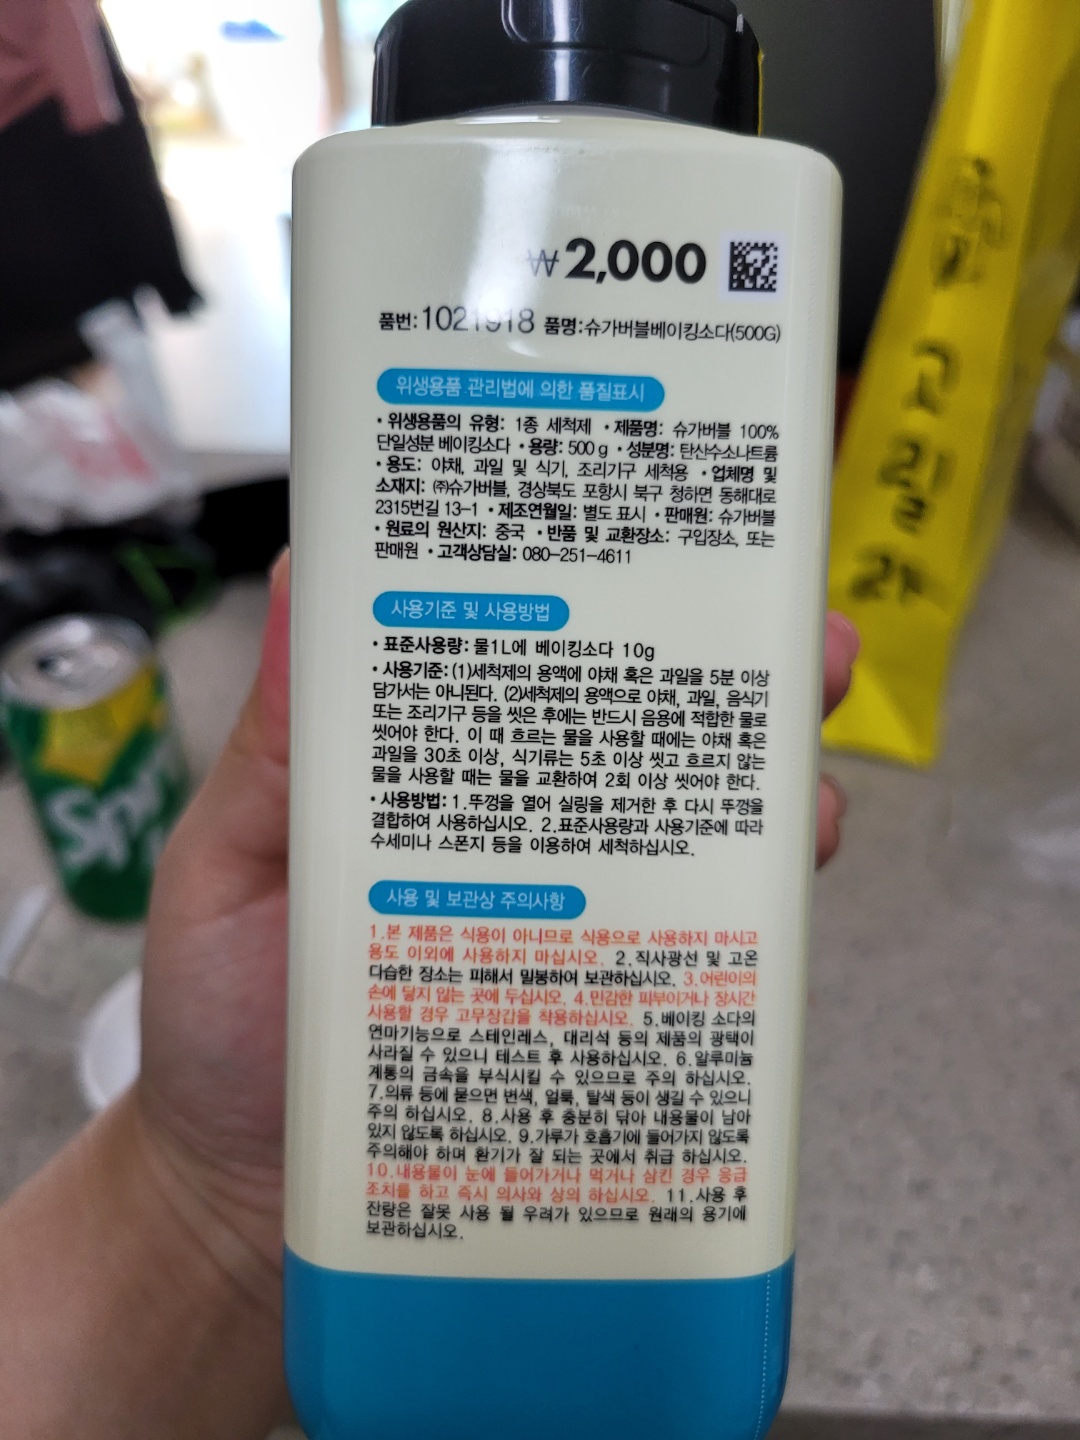 ₩2,000
품번:1021918 품명:슈가버블베이킹소다(500G)
위생용품 관리법에 의한 품질표시
• 위생용품의 유형: 1종 세척제 • 제품명: 슈가버블 100%
단일성분 베이킹소다 • 용량: 500 g • 성분명: 탄산수소나트륨
• 용도: 야채, 과일 및 식기, 조리기구 세척용 • 업체명 및
소재지: ㈜슈가버블, 경상북도 포항시 북구 청하면 동해대로
2315번길 13-1 • 제조연월일: 별도 표시 • 판매원: 슈가버블
• 원료의 원산지: 중국 • 반품 및 교환장소: 구입장소, 또는
판매원 • 고객상담실: 080-251-4611
사용기준 및 사용방법
• 표준사용량: 물1L에 베이킹소다 10g
• 사용기준: (1)세척제의 용액에 야채 혹은 과일을 5분 이상
담가서는 아니된다. (2)세척제의 용액으로 야채, 과일, 음식기
또는 조리기구 등을 씻은 후에는 반드시 음용에 적합한 물로
씻어야 한다. 이 때 흐르는 물을 사용할 때에는 야채 혹은
과일을 30초 이상, 식기류는 5초 이상 씻고 흐르지 않는
물을 사용할 때는 물을 교환하여 2회 이상 씻어야 한다.
• 사용방법: 1.뚜껑을 열어 실링을 제거한 후 다시 뚜껑을
결합하여 사용하십시오. 2.표준사용량과 사용기준에 따라
수세미나 스폰지 등을 이용하여 세척하십시오.
사용 및 보관상 주의사항
1.본 제품은 식용이 아니므로 식용으로 사용하지 마시고
용도 이외에 사용하지 마십시오. 2.직사광선 및 고온
다습한 장소는 피해서 밀봉하여 보관하십시오. 3.어린이의
손에 닿지 않는 곳에 두십시오. 4.민감한 피부이거나 장시간
사용할 경우 고무장갑을 착용하십시오. 5.베이킹 소다의
연마기능으로 스테인레스, 대리석 등의 제품의 광택이
사라질 수 있으니 테스트 후 사용하십시오. 6.알루미늄
계통의 금속을 부식시킬 수 있으므로 주의 하십시오.
7.의류 등에 묻으면 변색, 얼룩, 탈색 등이 생길 수 있으니
주의 하십시오. 8.사용 후 충분히 닦아 내용물이 남아
있지 않도록 하십시오. 9.가루가 호흡기에 들어가지 않도록
주의해야 하며 환기가 잘 되는 곳에서 취급 하십시오.
10.내용물이 눈에 들어가거나 먹거나 삼킨 경우 응급
조치를 하고 즉시 의사와 상의 하십시오. 11.사용 후
잔량은 잘못 사용 될 우려가 있으므로 원래의 용기에
보관하십시오.
고릴라